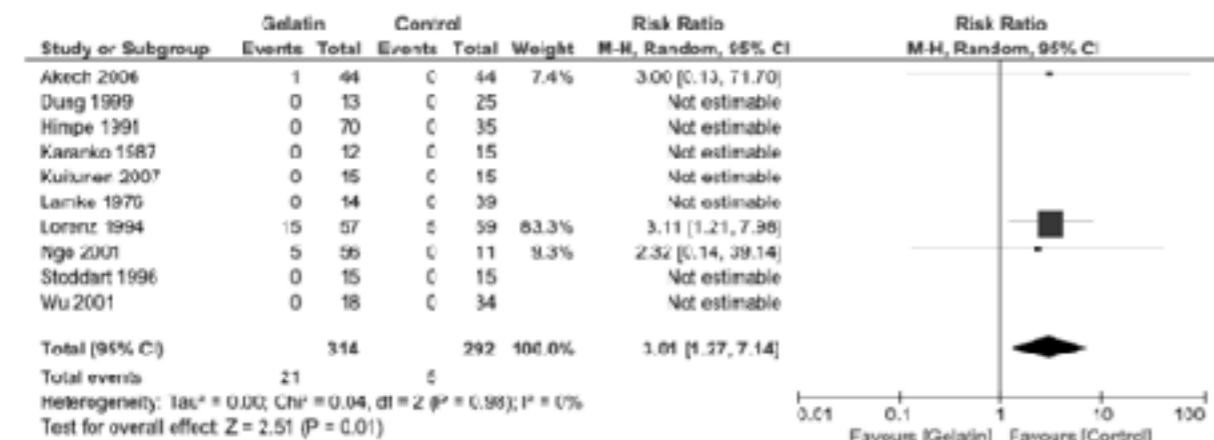 Gelatin Control Risk Ratio Risk Ratio
Study or Subgroup Events Total Events Total Weight M-H, Random, 95% CI M-H, Random, 95% CI
Akech 2006 1 44 0 44 7.4% 3.00 [0.13, 71.70]
Dung 1999 0 13 0 25 Not estimable
Himpe 1991 0 70 0 35 Not estimable
Karanko 1987 0 12 0 15 Not estimable
Kuitunen 2007 0 15 0 15 Not estimable
Lamke 1976 0 14 0 39 Not estimable
Lorenz 1994 15 57 5 59 83.3% 3.11 [1.21, 7.98]
Ngo 2001 5 56 0 11 9.3% 2.32 [0.14, 39.14]
Stoddart 1996 0 15 0 15 Not estimable
Wu 2001 0 18 0 34 Not estimable
Total (95% CI) 314 292 100.0% 3.01 [1.27, 7.14]
Total events 21 5
Heterogeneity: Tau² = 0.00; Chi² = 0.04, df = 2 (P = 0.98); I² = 0%
Test for overall effect: Z = 2.51 (P = 0.01)
0.01 0.1 1 10 100
Favours [Gelatin] Favours [Control]